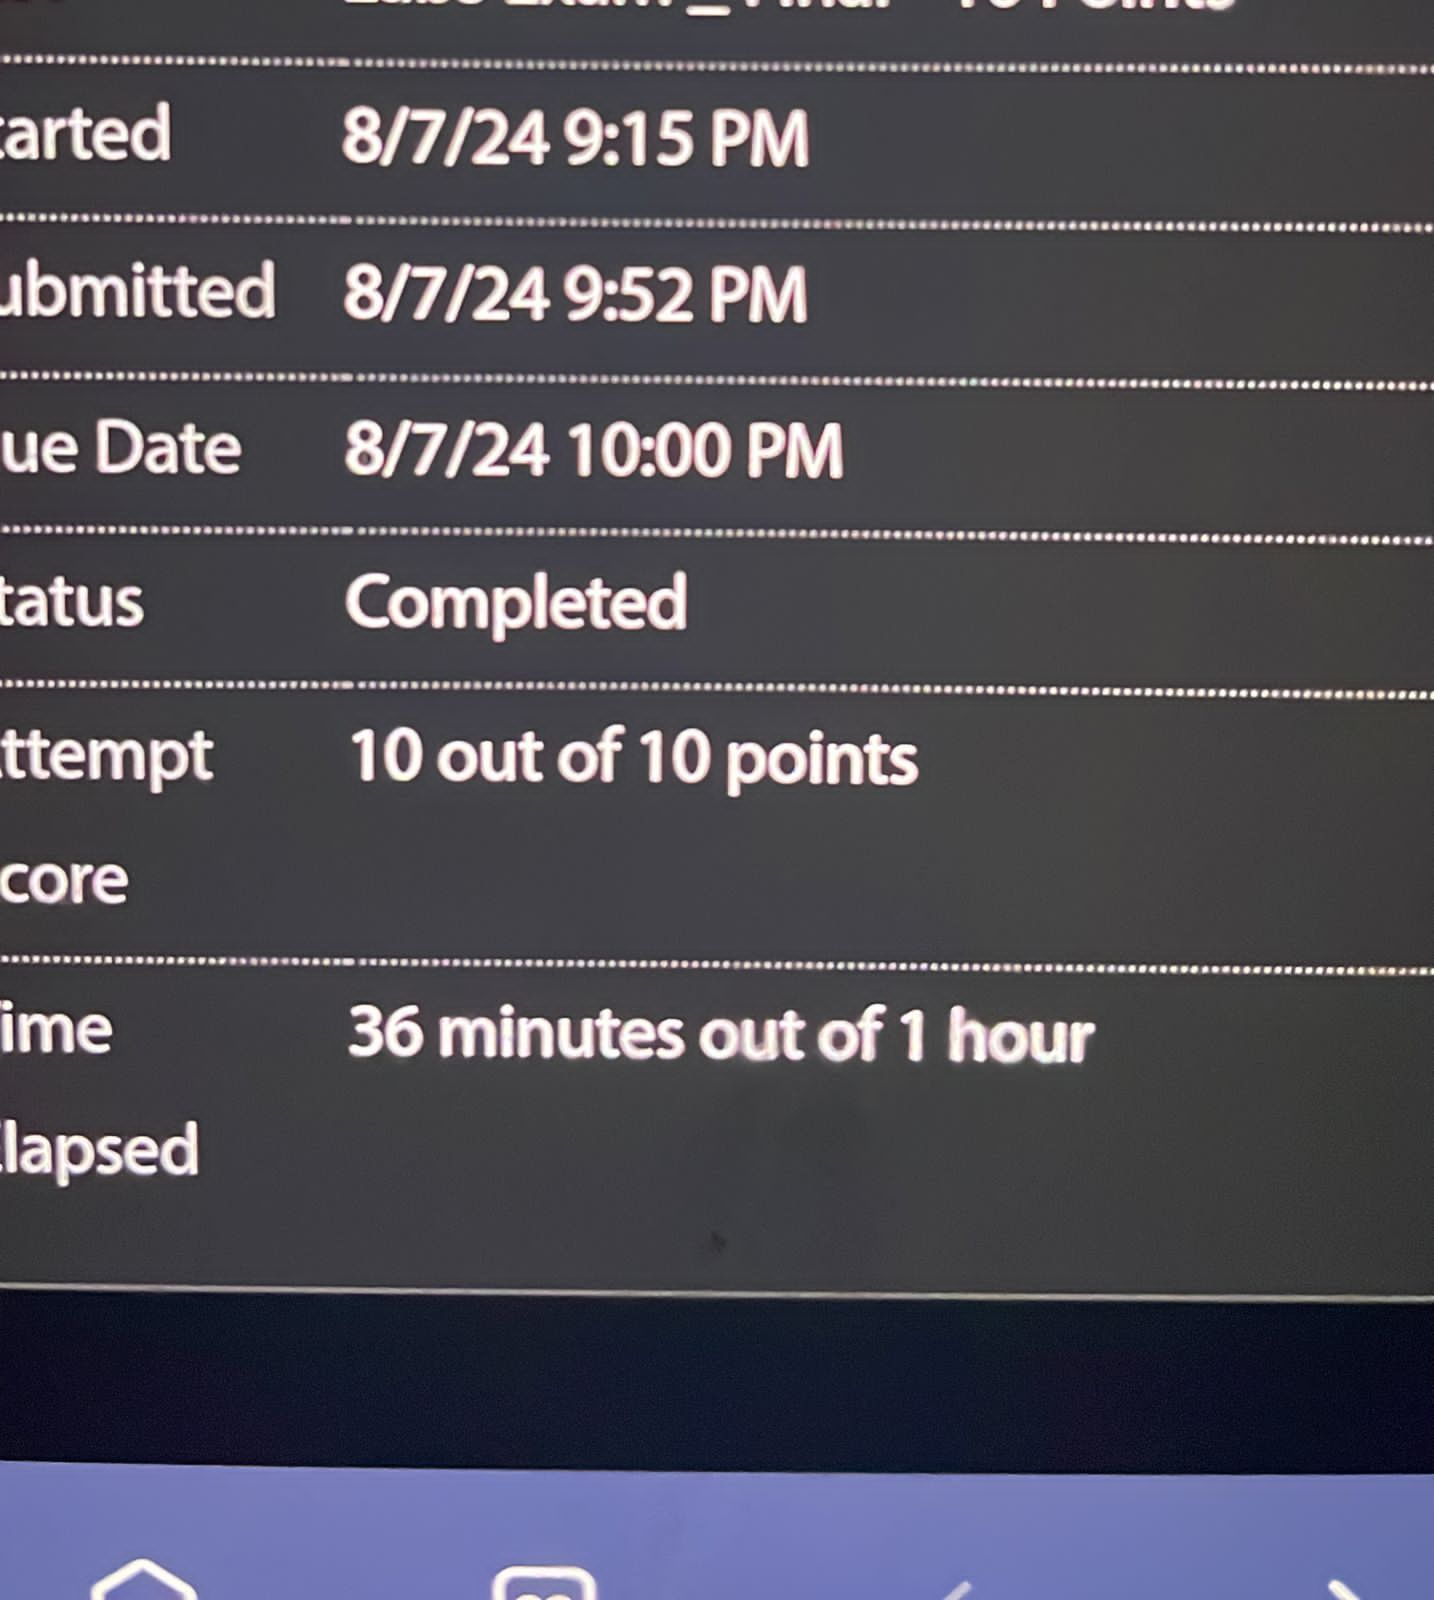 tarted 8/7/24 9:15 PM
ubmitted 8/7/24 9:52 PM
ue Date 8/7/24 10:00 PM
tatus Completed
ttempt 10 out of 10 points
core
ime 36 minutes out of 1 hour
lapsed